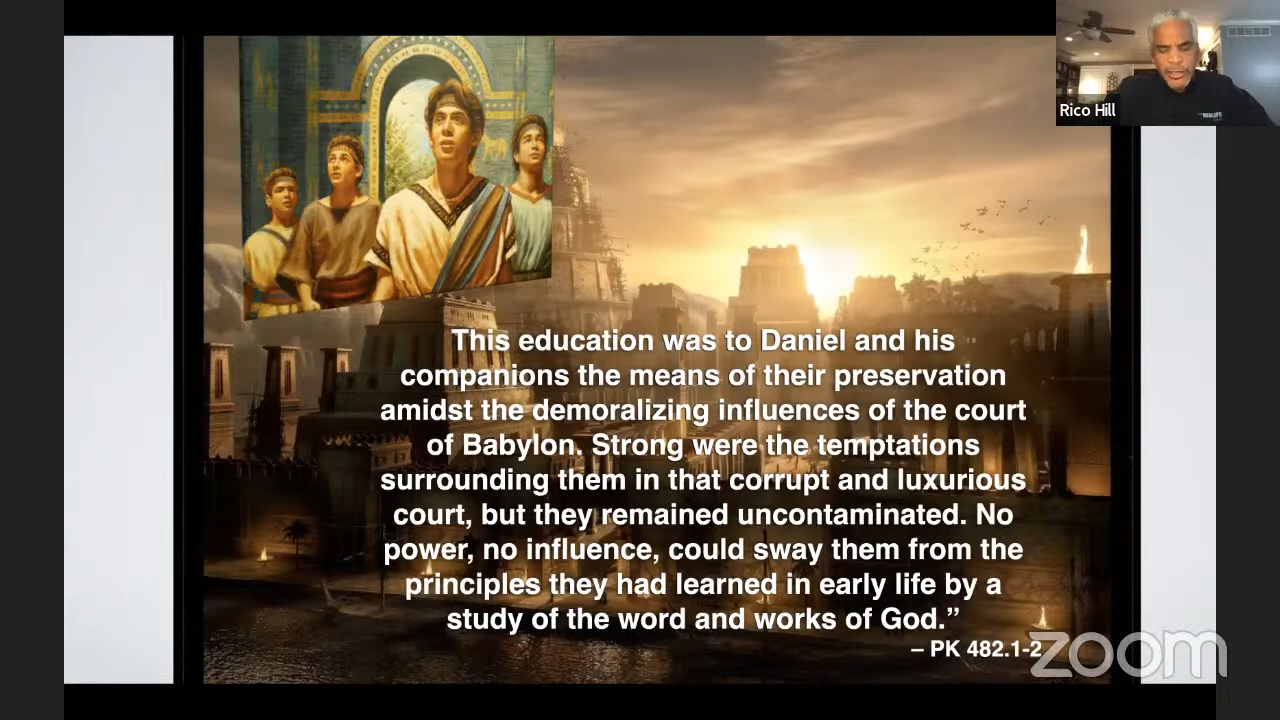 Rico Hill
This education was to Daniel and his
companions the means of their preservation
amidst the demoralizing influences of the court
of Babylon. Strong were the temptations
surrounding them in that corrupt and luxurious
court, but they remained uncontaminated. No
power, no influence, could sway them from the
principles they had learned in early life by a
study of the word and works of God.”
– PK 482.1-2
zoom